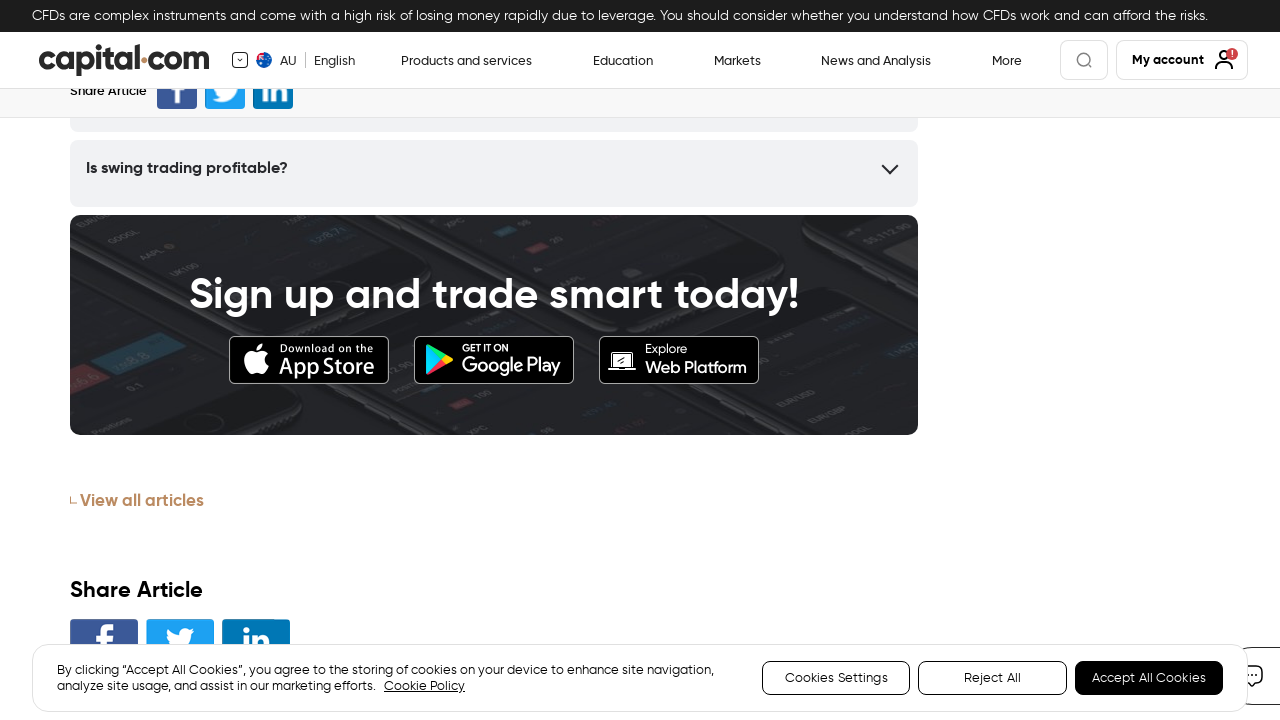 CFDs are complex instruments and come with a high risk of losing money rapidly due to leverage. You should consider whether you understand how CFDs work and can afford the risks.
capital.com
AU | English
Products and services
Education
Markets
News and Analysis
More
My account
Share Article
Is swing trading profitable?
Sign up and trade smart today!
Download on the
App Store
GET IT ON
Google Play
Explore
Web Platform
View all articles
Share Article
By clicking “Accept All Cookies”, you agree to the storing of cookies on your device to enhance site navigation,
analyze site usage, and assist in our marketing efforts. Cookie Policy
Cookies Settings
Reject All
Accept All Cookies